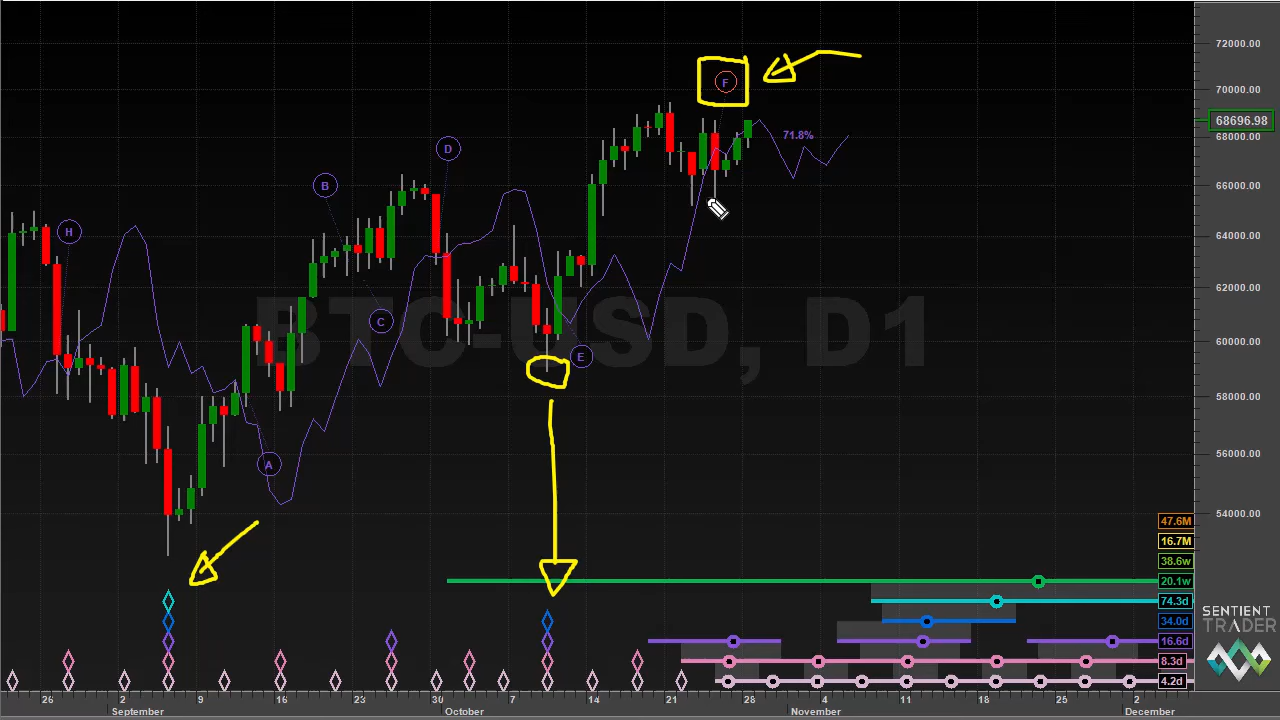 72000.00
70000.00
68696.98
68000.00
66000.00
64000.00
62000.00
60000.00
58000.00
56000.00
54000.00
F
71.8%
D
B
H
C
E
A
BTC-USD, D1
47.6M
16.7M
38.6w
20.1w
74.3d
34.0d
16.6d
8.3d
4.2d
SENTIENT
TRADER
26 2 9 16 23 30 7 14 21 28 4 11 18 25 2
September October November December